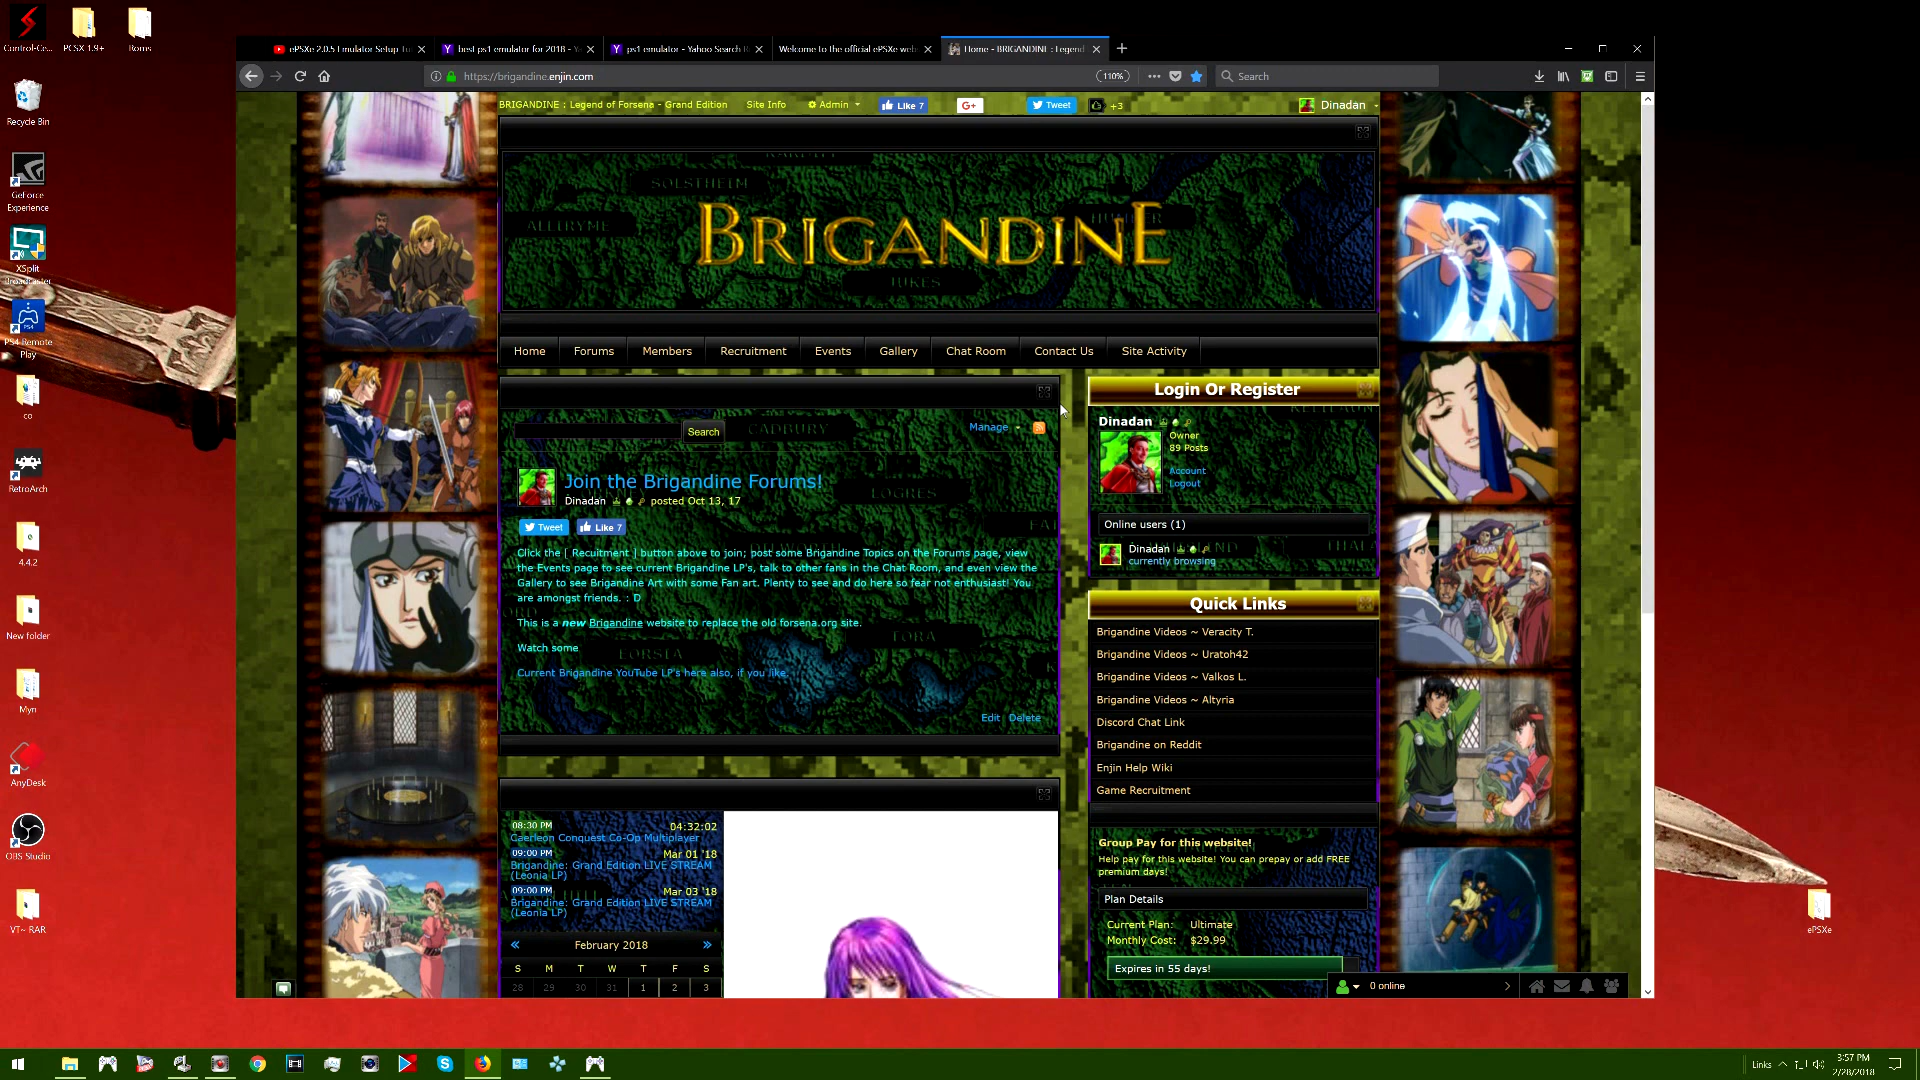 Control-Ce...
PCSX 1.9+
Roms
Recycle Bin
GeForce
Experience
XSplit
Broadcaster
PS4 Remote
Play
co
RetroArch
4.4.2
New folder
Myn
AnyDesk
OBS Studio
VT~ RAR
ePSXe
ePSXe 2.0.5 Emulator Setup Tu
best ps1 emulator for 2018 - Y
ps1 emulator - Yahoo Search R
Welcome to the official ePSXe web
Home - BRIGANDINE : Legend
https://brigandine.enjin.com
110%
Search
BRIGANDINE : Legend of Forsena - Grand Edition
Site Info
Admin
Like 7
G+
Tweet
+3
Dinadan
SOLSTHEIM
ALLERYME
JUKES
BRIGANDINE
Home
Forums
Members
Recruitment
Events
Gallery
Chat Room
Contact Us
Site Activity
Search
CADBURY
Manage
Join the Brigandine Forums!
Dinadan
posted Oct 13, 17
LOGRES
Tweet
Like 7
Click the [ Recuitment ] button above to join; post some Brigandine Topics on the Forums page, view
the Events page to see current Brigandine LP's, talk to other fans in the Chat Room, and even view the
Gallery to see Brigandine Art with some Fan art. Plenty to see and do here so fear not enthusiast! You
are amongst friends. : D
This is a new Brigandine website to replace the old forsena.org site.
TORA
Watch some
Current Brigandine YouTube LP's here also, if you like.
Edit
Delete
Login Or Register
Dinadan
Owner
89 Posts
Account
Logout
Online users (1)
Dinadan
currently browsing
Quick Links
Brigandine Videos ~ Veracity T.
Brigandine Videos ~ Uratoh42
Brigandine Videos ~ Valkos L.
Brigandine Videos ~ Altyria
Discord Chat Link
Brigandine on Reddit
Enjin Help Wiki
Game Recruitment
08:30 PM
04:32:02
Caerleon Conquest Co-Op Multiplayer
09:00 PM
Mar 01 '18
Brigandine: Grand Edition LIVE STREAM
(Leonia LP)
09:00 PM
Mar 03 '18
Brigandine: Grand Edition LIVE STREAM
(Leonia LP)
« February 2018 »
S M T W T F S
28 29 30 31 1 2 3
Group Pay for this website!
Help pay for this website! You can prepay or add FREE
premium days!
Plan Details
Current Plan: Ultimate
Monthly Cost: $29.99
Expires in 55 days!
0 online
Links
3:57 PM
2/28/2018